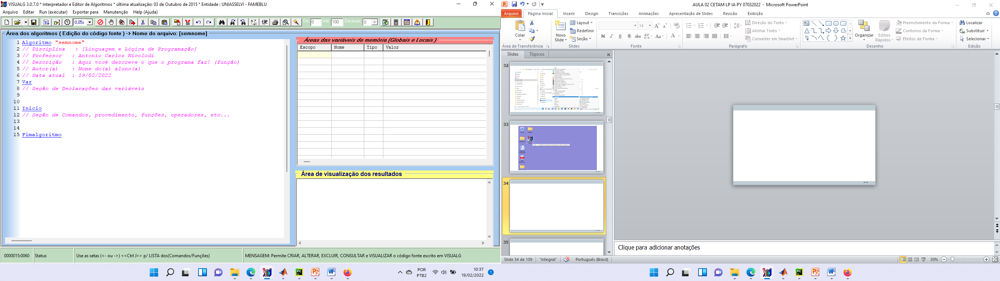 VISUALG 3.0.7.0 * Interpretador e Editor de Algoritmos * última atualização: 03 de Outubro de 2015 * Entidade : UNIASSELVI - FAMEBLU
Arquivo Editar Run (executar) Exportar para Manutenção Help (Ajuda)
0,05s De: 0 Até: 100 Decimais: 0
Área dos algoritmos ( Edição do código fonte ) -> Nome do arquivo: [semnome]
1 Algoritmo "semnome"
2 // Disciplina : [Linguagem e Lógica de Programação]
3 // Professor : Antonio Carlos Nicolodi
4 // Descrição : Aqui você descreve o que o programa faz! (função)
5 // Autor(a) : Nome do(a) aluno(a)
6 // Data atual : 19/02/2022
7 Var
8 // Seção de Declarações das variáveis
9
10
11 Inicio
12 // Seção de Comandos, procedimento, funções, operadores, etc...
13
14
15 Fimalgoritmo
Áreas das variáveis de memória (Globais e Locais )
Escopo Nome Tipo Valor
Área de visualização dos resultados
0000015:0060 Status Use as setas (<- ou ->) <<Ctrl J>> p/ LISTA dos(Comandos/Funções) MENSAGEM: Permite CRIAR, ALTERAR, EXCLUIR, CONSULTAR e VISUALIZAR o código fonte escrito em VISUALG
POR
PTB2
10:37
19/02/2022
1
AULA 02 CETAM LP IA PY 07032022 - Microsoft PowerPoint
Arquivo Página Inicial Inserir Design Transições Animações Apresentação de Slides Revisão Exibição
Colar
Área de Transferência
Novo Slide
Layout
Redefinir
Seção
Slides
14
N I S S abc AV Aa A
Fonte
Direção do Texto
Alinhar Texto
Converter em SmartArt
Parágrafo
Organizar
Estilos Rápidos
Preenchimento da Forma
Contorno da Forma
Efeitos de Forma
Desenho
Localizar
Substituir
Selecionar
Edição
Slides Tópicos
32
33
34
35
Clique para adicionar anotações
Slide 34 de 109 "Integral" Português (Brasil) 30%